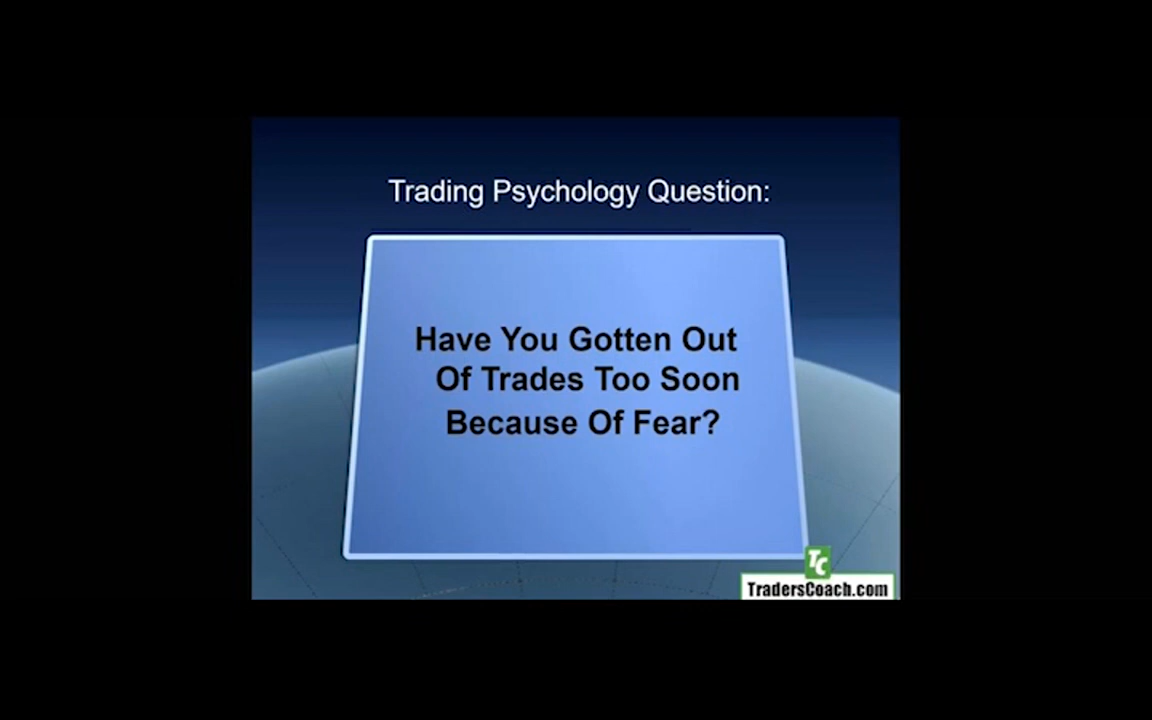 Trading Psychology Question:
Have You Gotten Out
Of Trades Too Soon
Because Of Fear?
TC
TradersCoach.com